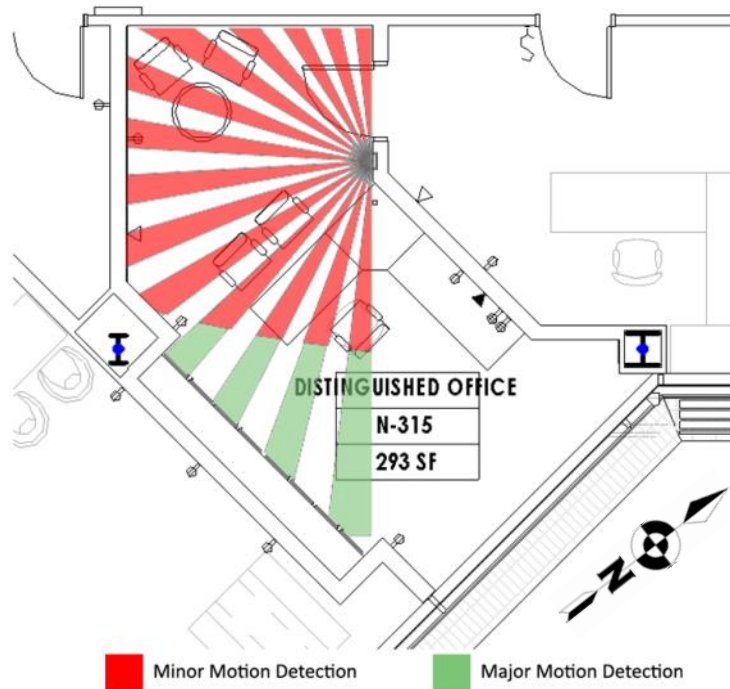 DISTINGUISHED OFFICE
N-315
293 SF
N
Minor Motion Detection
Major Motion Detection